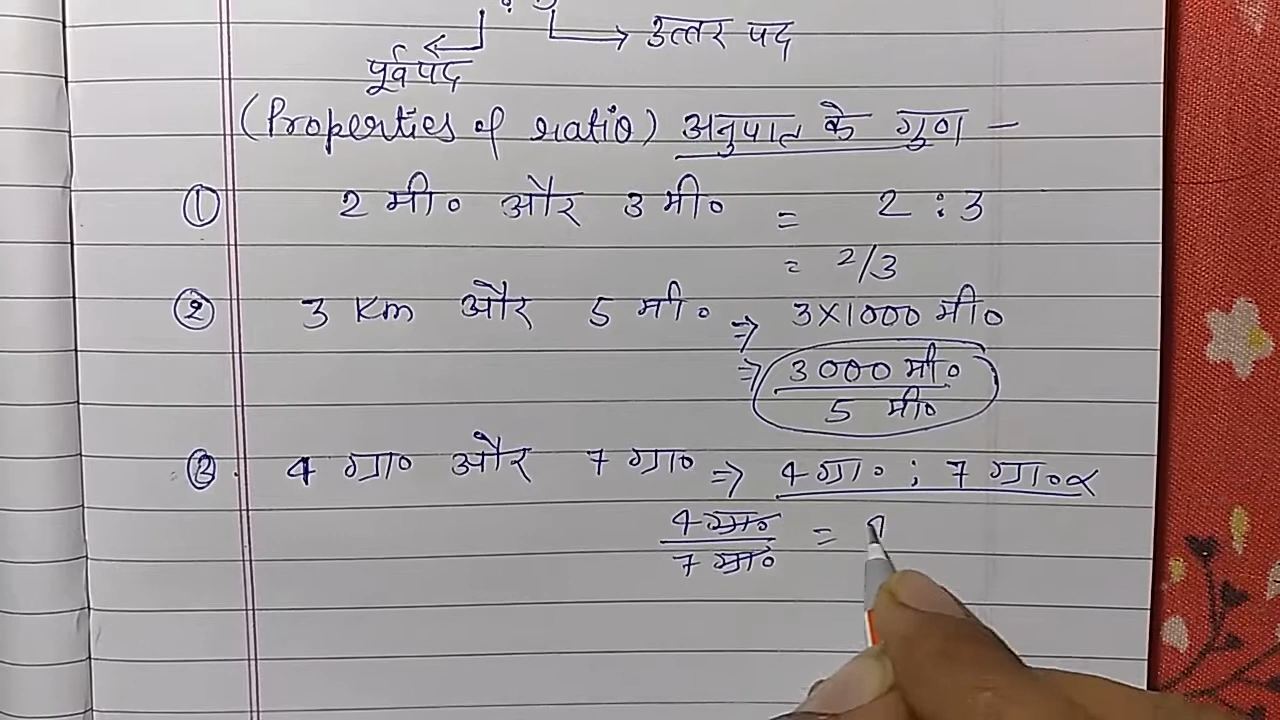 उत्तर पद
पूर्वपद
(Properties of ratio) अनुपात के गुण –
① 2 मी० और 3 मी० = 2 : 3
= 2/3
② 3 Km और 5 मी० ⇒ 3×1000 मी०
⇒ 3000 मी०
5 मी०
③ 4 ग्रा० और 7 ग्रा० ⇒ 4 ग्रा० : 7 ग्रा०
4 ग्रा० =
7 ग्रा०